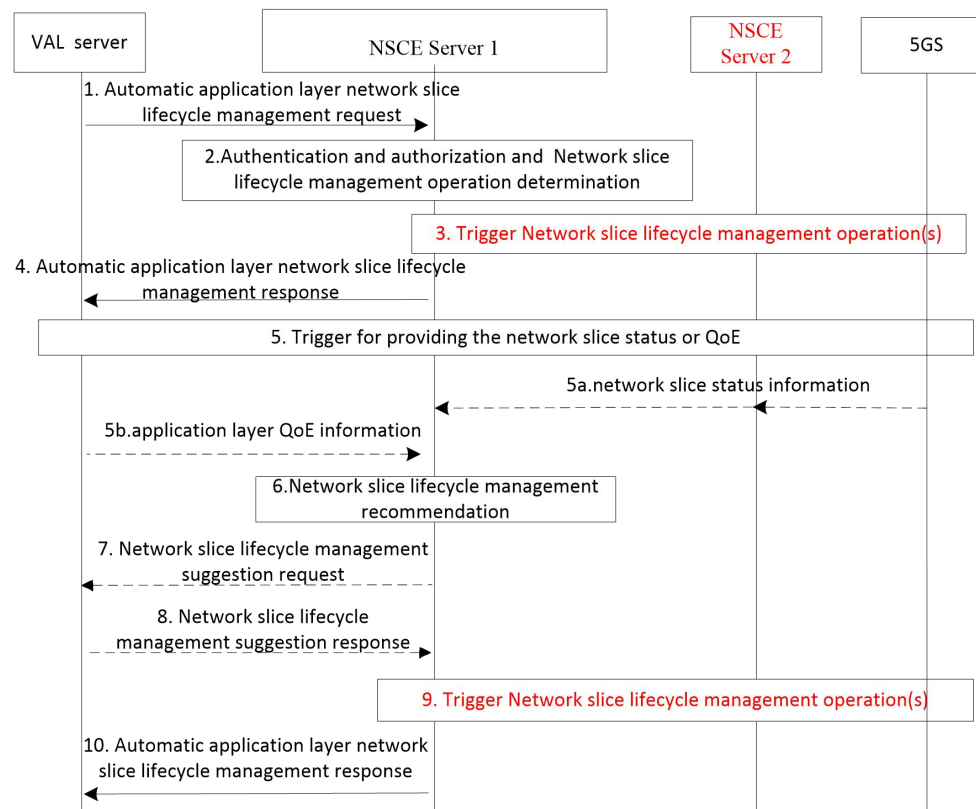 VAL server
NSCE Server 1
NSCE
Server 2
5GS
1. Automatic application layer network slice
lifecycle management request
2.Authentication and authorization and Network slice
lifecycle management operation determination
3. Trigger Network slice lifecycle management operation(s)
4. Automatic application layer network slice lifecycle
management response
5. Trigger for providing the network slice status or QoE
5a.network slice status information
5b.application layer QoE information
6.Network slice lifecycle management
recommendation
7. Network slice lifecycle management
suggestion request
8. Network slice lifecycle
management suggestion response
9. Trigger Network slice lifecycle management operation(s)
10. Automatic application layer network
slice lifecycle management response